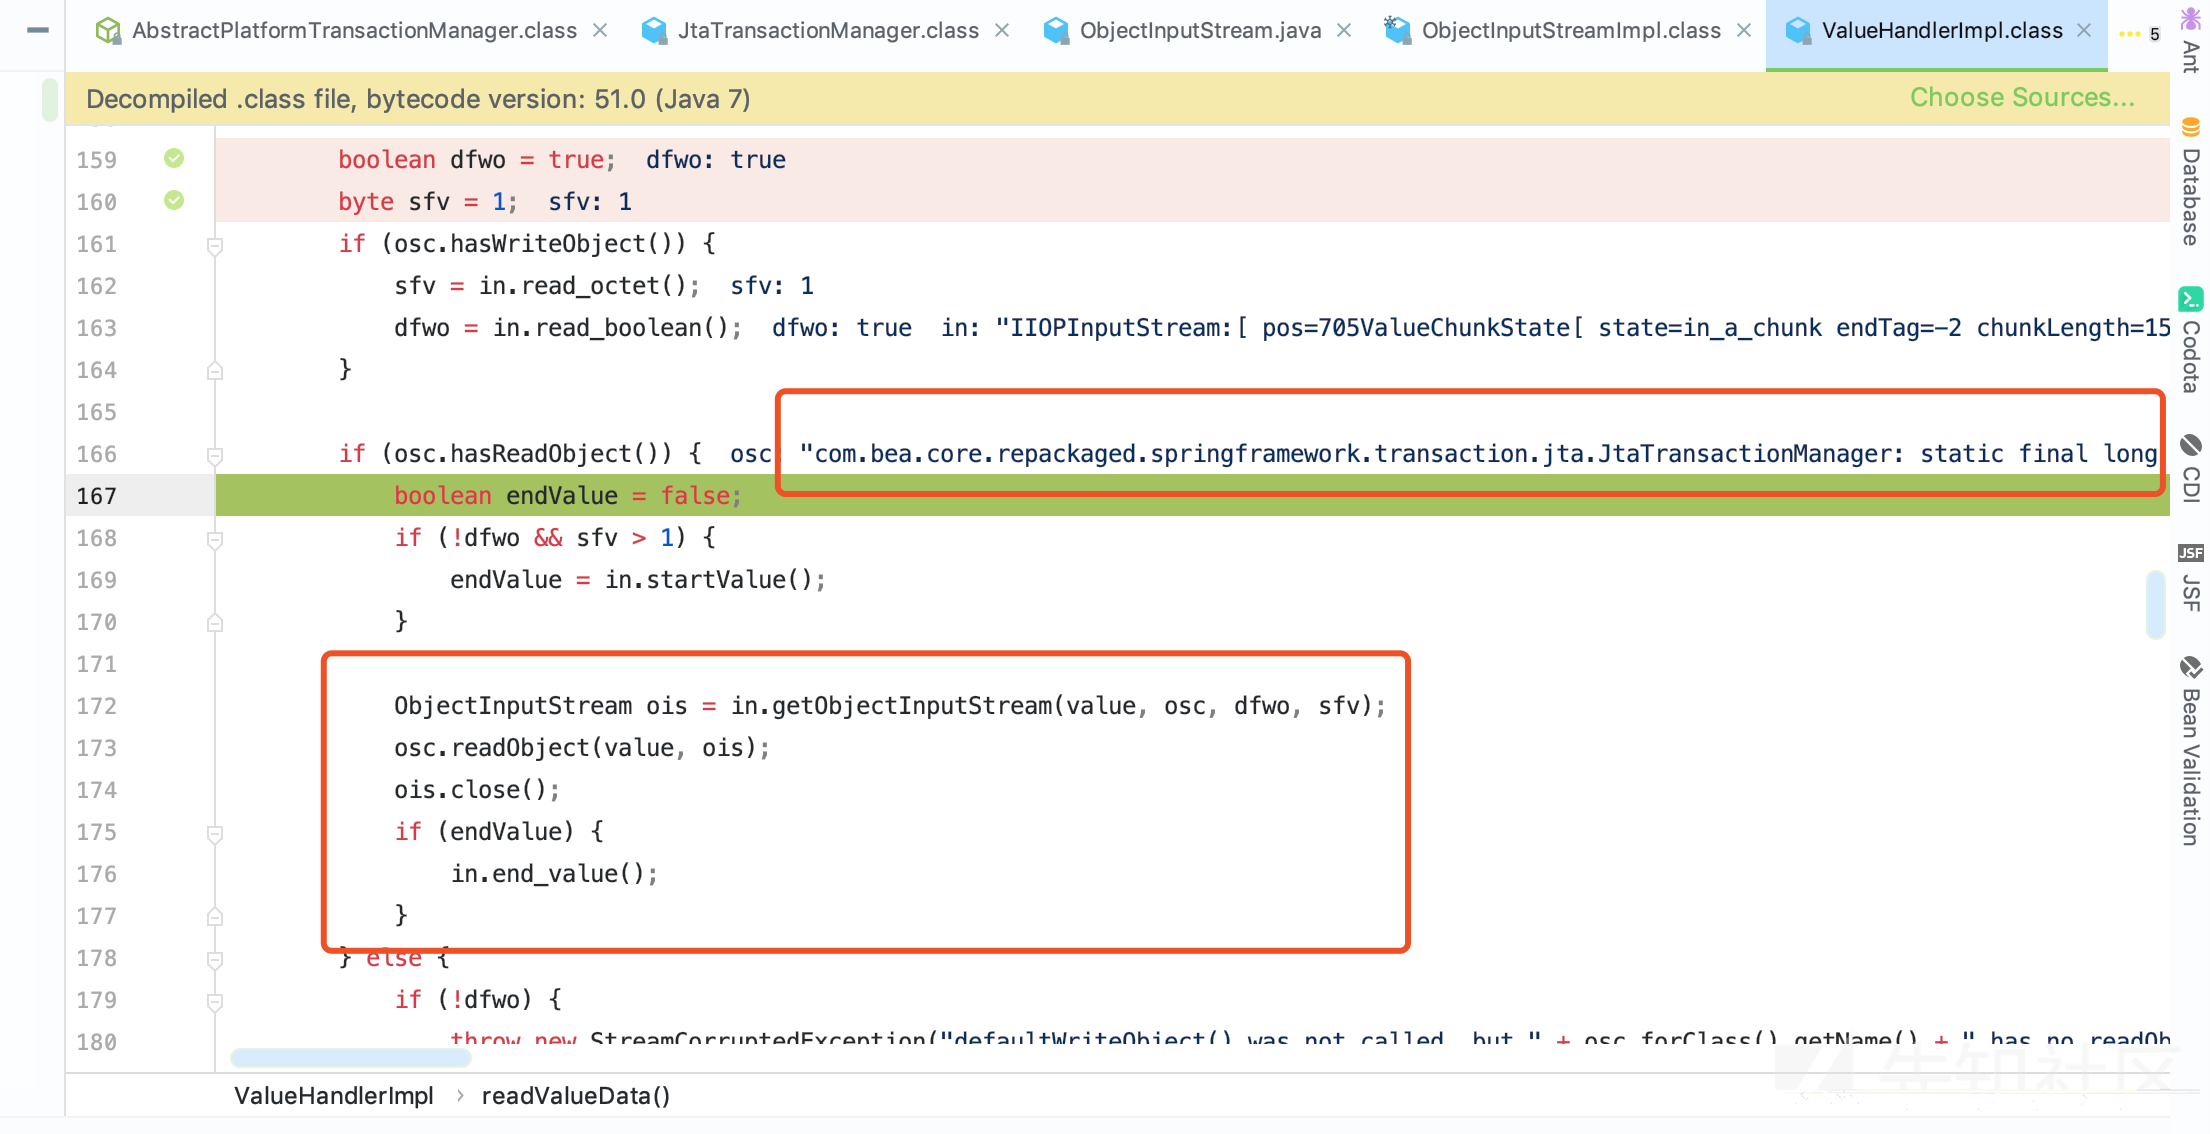 AbstractPlatformTransactionManager.class JtaTransactionManager.class ObjectInputStream.java ObjectInputStreamImpl.class ValueHandlerImpl.class 5
Decompiled .class file, bytecode version: 51.0 (Java 7) Choose Sources...
159 boolean dfwo = true; dfwo: true
160 byte sfv = 1; sfv: 1
161 if (osc.hasWriteObject()) {
162 sfv = in.read_octet(); sfv: 1
163 dfwo = in.read_boolean(); dfwo: true in: "IIOPInputStream:[ pos=705ValueChunkState[ state=in_a_chunk endTag=-2 chunkLength=15
164 }
165
166 if (osc.hasReadObject()) { osc: "com.bea.core.repackaged.springframework.transaction.jta.JtaTransactionManager: static final long
167 boolean endValue = false;
168 if (!dfwo && sfv > 1) {
169 endValue = in.startValue();
170 }
171
172 ObjectInputStream ois = in.getObjectInputStream(value, osc, dfwo, sfv);
173 osc.readObject(value, ois);
174 ois.close();
175 if (endValue) {
176 in.end_value();
177 }
178 } else {
179 if (!dfwo) {
180 throw new StreamCorruptedException("defaultWriteObject() was not called, but " + osc.forClass().getName() + " has no readOb
ValueHandlerImpl › readValueData()
Ant
Database
Codota
CDI
JSF
JSF
Bean Validation
先知社区